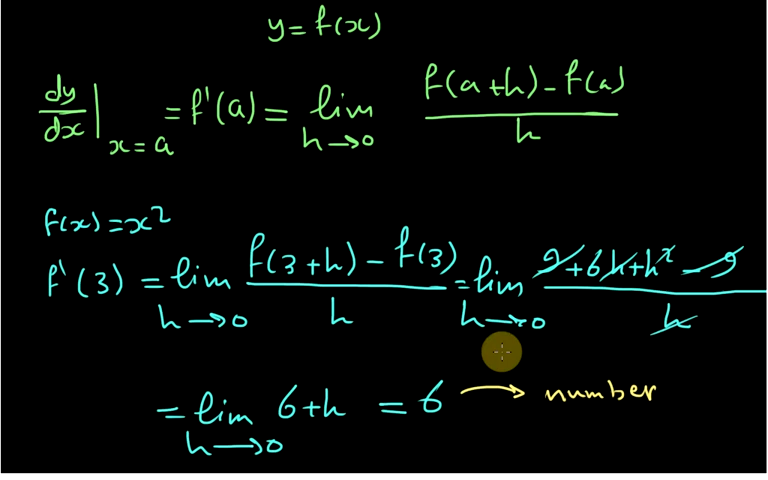 y = f(x)
dy/dx |x=a = f'(a) = lim h→0 f(a+h) - f(a) / h
f(x) = x²
f'(3) = lim h→0 f(3+h) - f(3) / h = lim h→0 9+6h+h² - 9 / h
= lim h→0 6+h = 6 → number